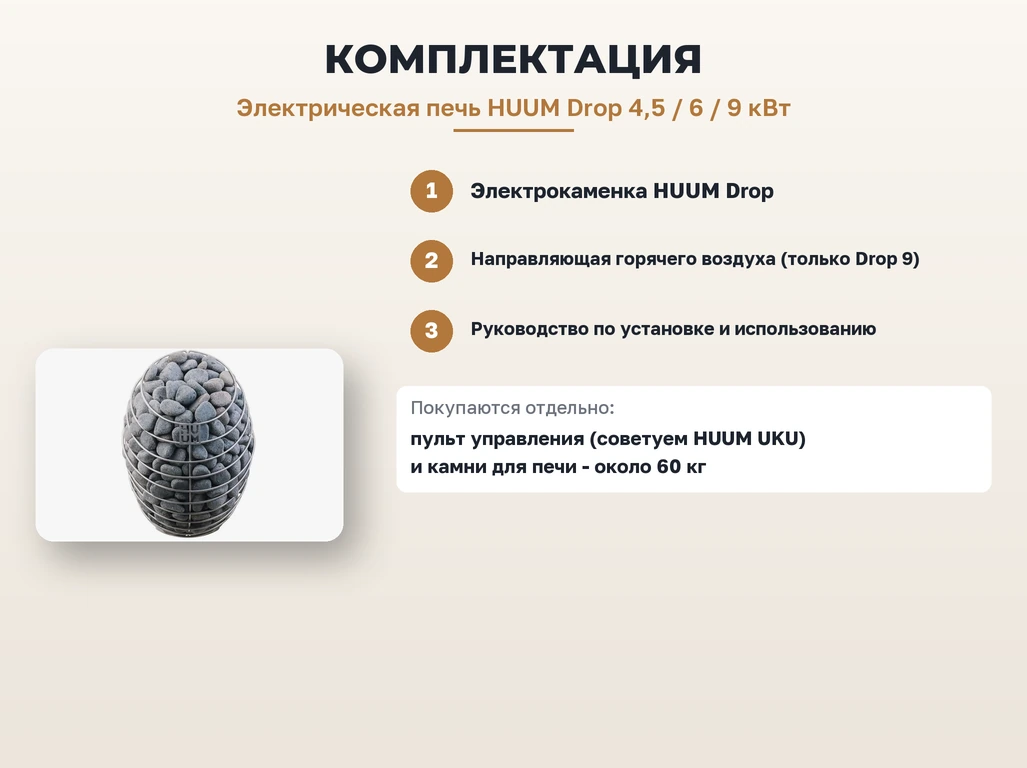 КОМПЛЕКТАЦИЯ
Электрическая печь HUUM Drop 4,5 / 6 / 9 кВт
1 Электрокаменка HUUM Drop
2 Направляющая горячего воздуха (только Drop 9)
3 Руководство по установке и использованию
HU
UM
Покупаются отдельно:
пульт управления (советуем HUUM UKU)
и камни для печи - около 60 кг